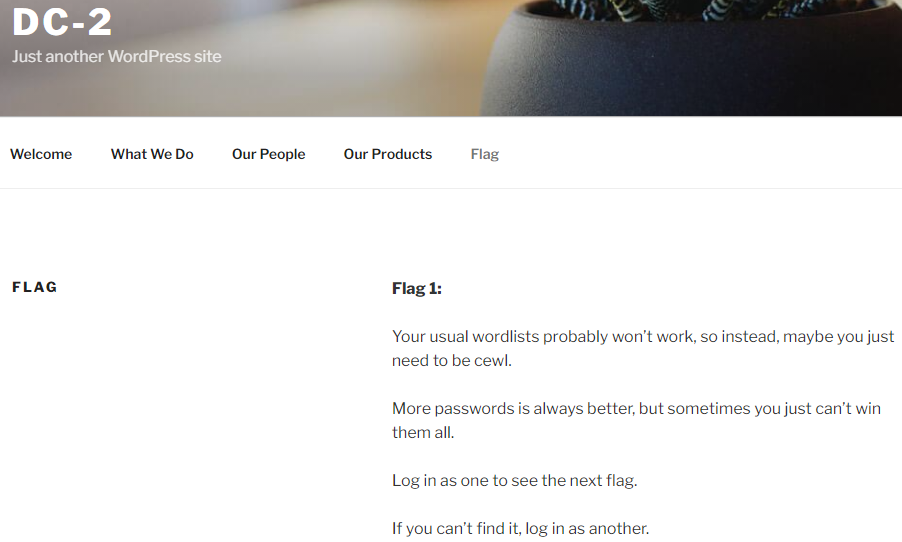 DC-2
Just another WordPress site
Welcome What We Do Our People Our Products Flag
FLAG
Flag 1:
Your usual wordlists probably won’t work, so instead, maybe you just
need to be cewl.
More passwords is always better, but sometimes you just can’t win
them all.
Log in as one to see the next flag.
If you can’t find it, log in as another.